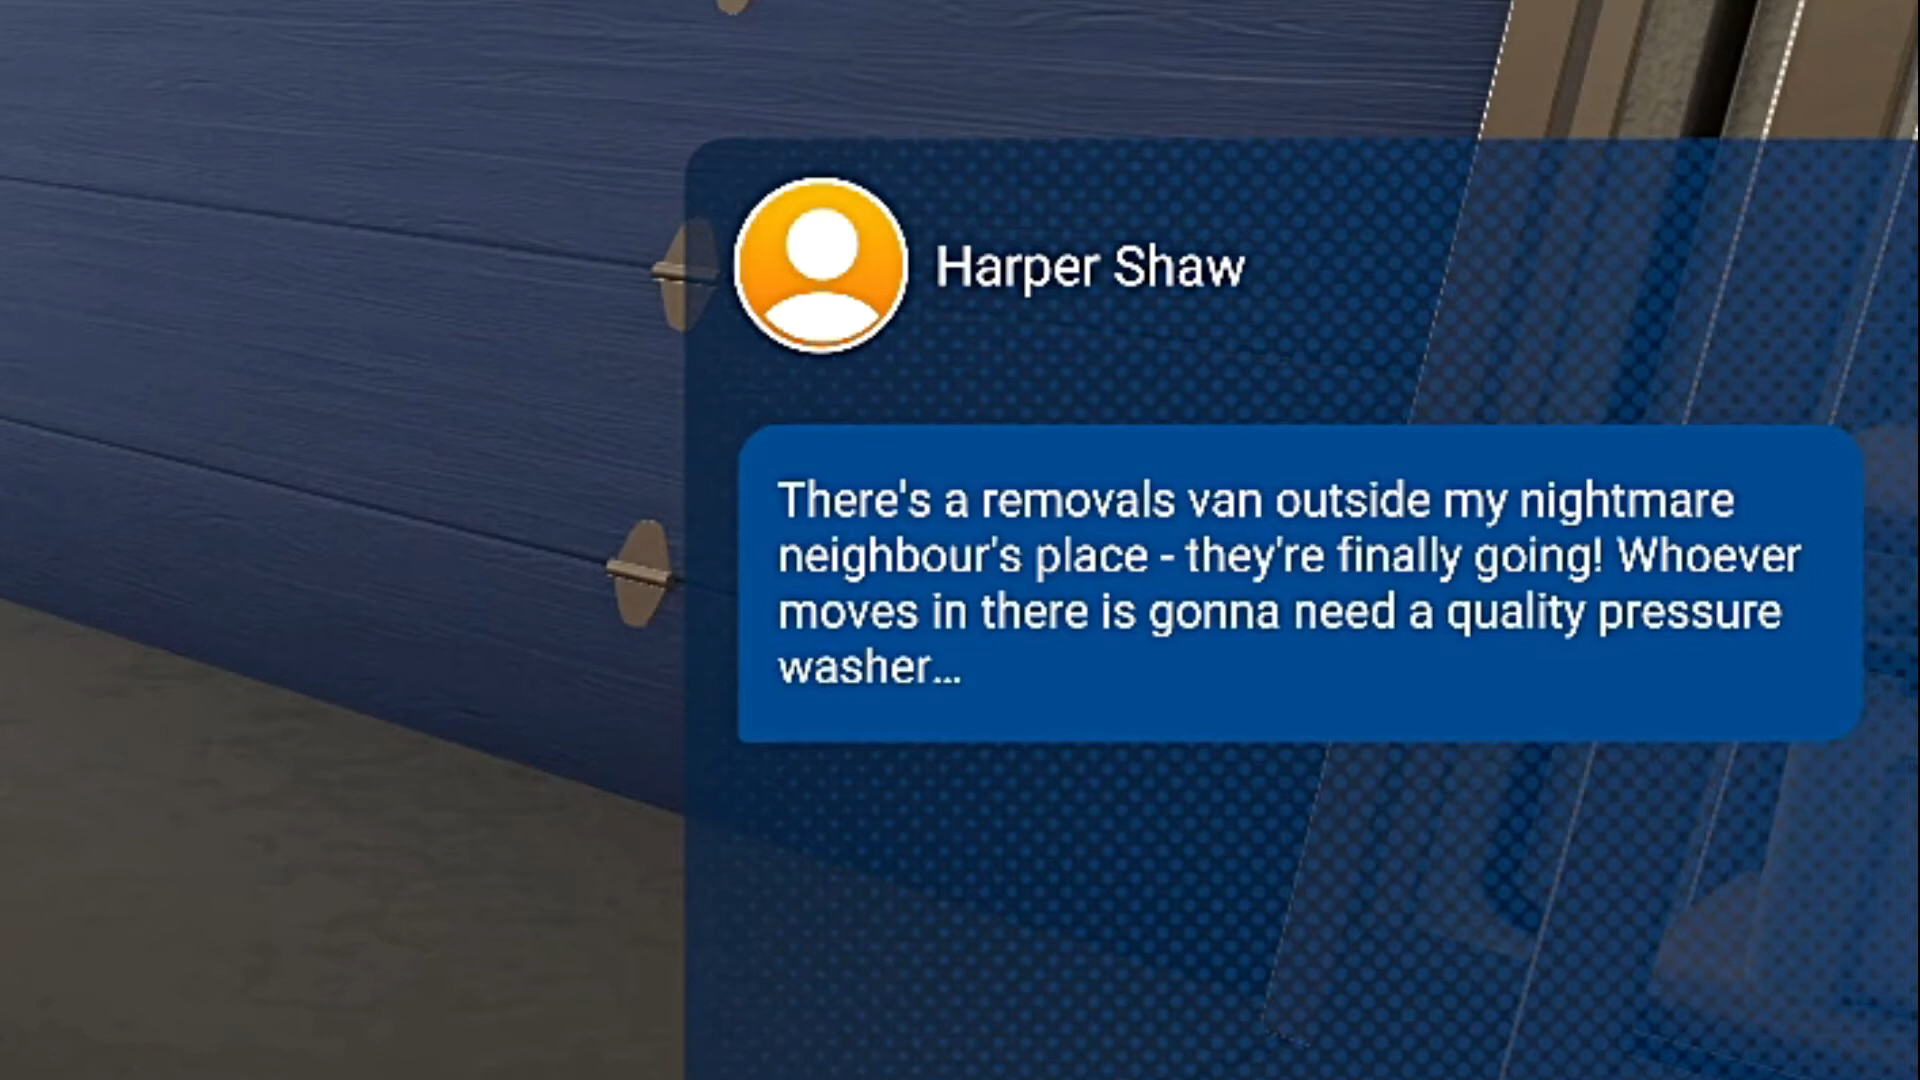 Harper Shaw
There's a removals van outside my nightmare
neighbour's place - they're finally going! Whoever
moves in there is gonna need a quality pressure
washer...